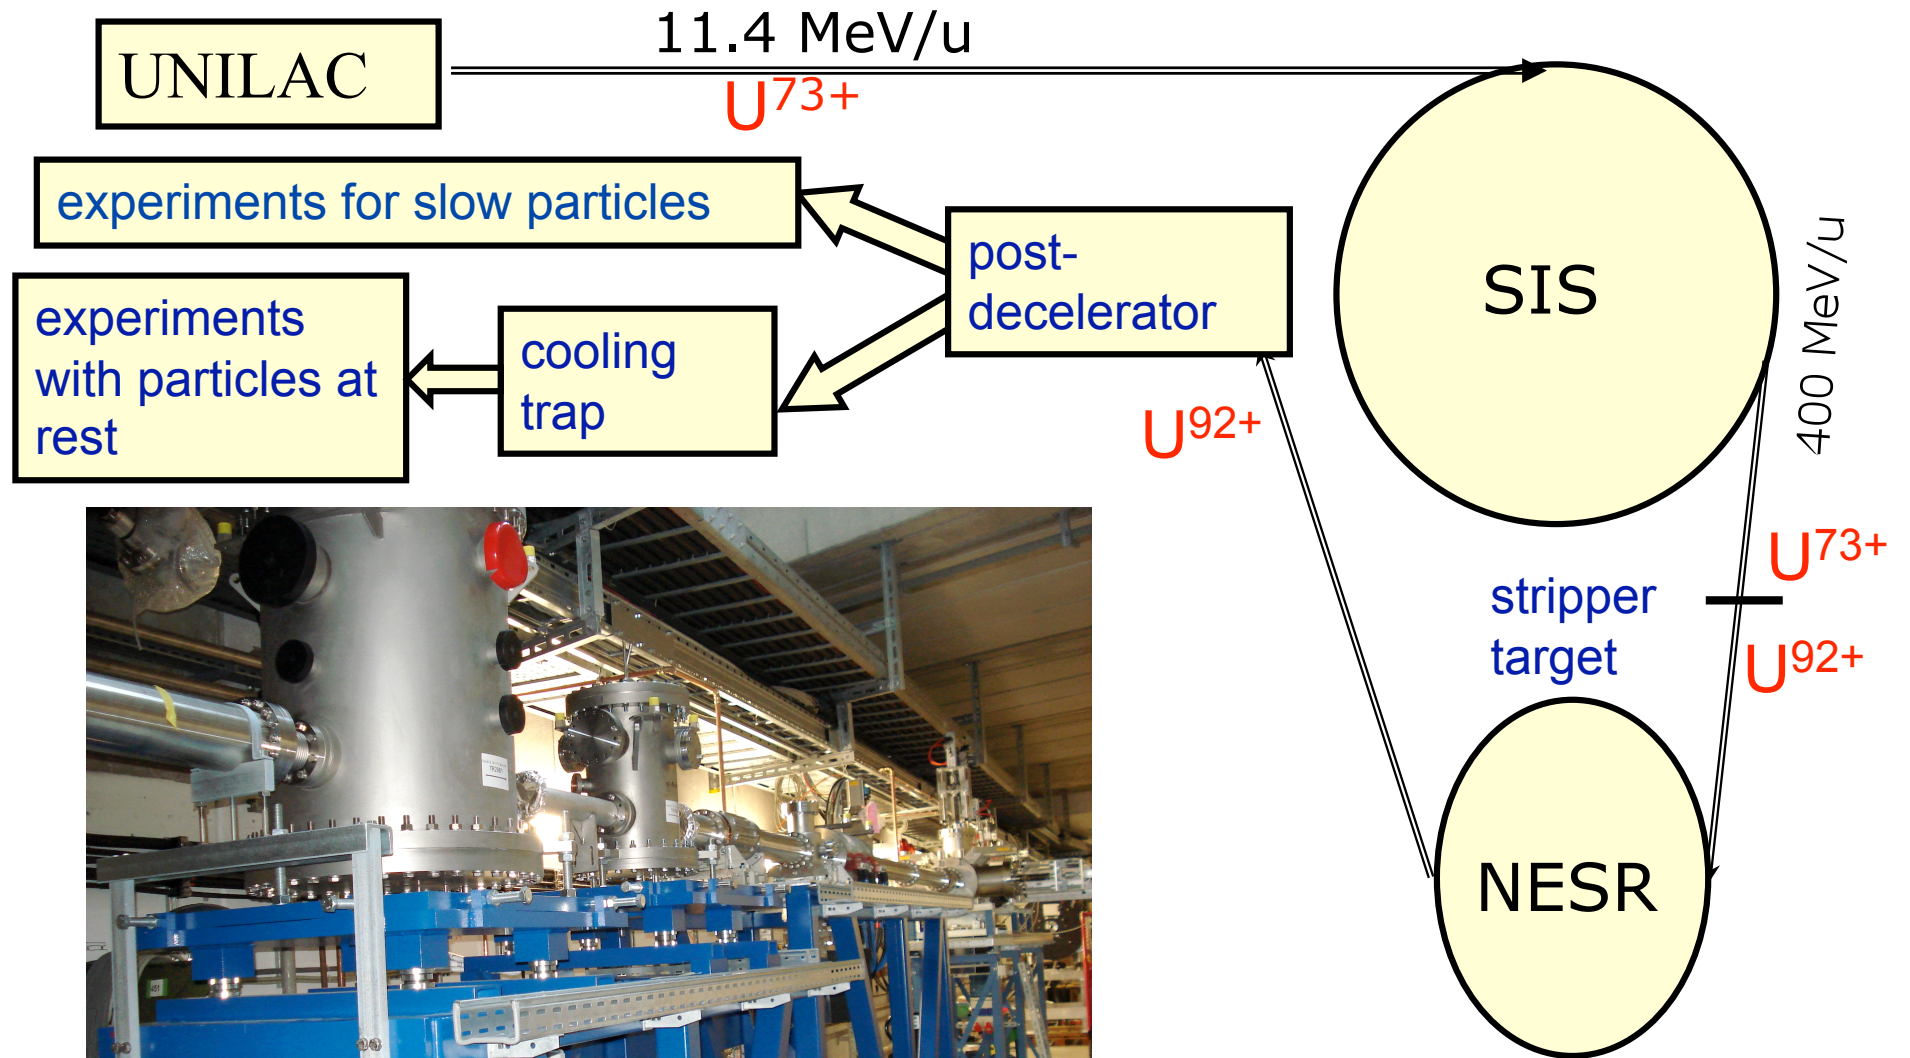 UNILAC
11.4 MeV/u
U73+
experiments for slow particles
post-
decelerator
experiments
with particles at
rest
cooling
trap
SIS
400 MeV/u
U92+
U73+
stripper
target
U92+
NESR